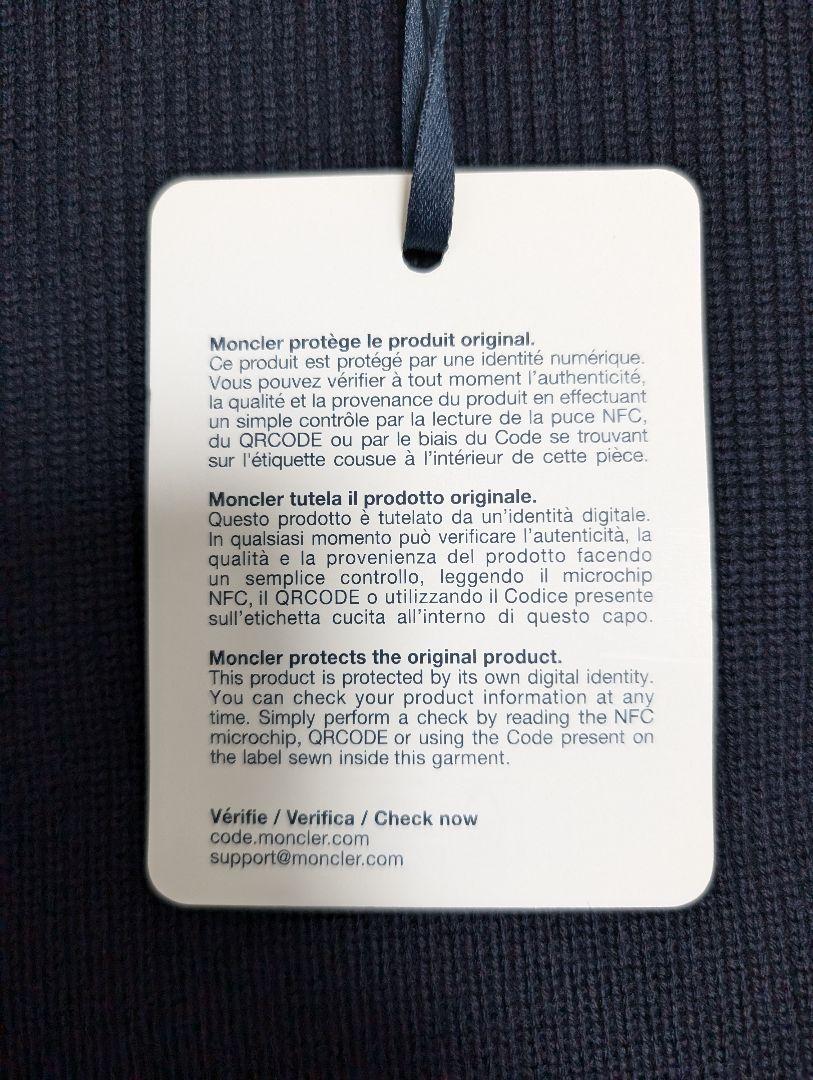 Moncler protège le produit original.
Ce produit est protégé par une identité numérique.
Vous pouvez vérifier à tout moment l'authenticité,
la qualité et la provenance du produit en effectuant
un simple contrôle par la lecture de la puce NFC,
du QRCODE ou par le biais du Code se trouvant
sur l'étiquette cousue à l'intérieur de cette pièce.
Moncler tutela il prodotto originale.
Questo prodotto è tutelato da un'identità digitale.
In qualsiasi momento può verificare l'autenticità, la
qualità e la provenienza del prodotto facendo
un semplice controllo, leggendo il microchip
NFC, il QRCODE o utilizzando il Codice presente
sull'etichetta cucita all'interno di questo capo.
Moncler protects the original product.
This product is protected by its own digital identity.
You can check your product information at any
time. Simply perform a check by reading the NFC
microchip, QRCODE or using the Code present on
the label sewn inside this garment.
Vérifie / Verifica / Check now
code.moncler.com
support@moncler.com